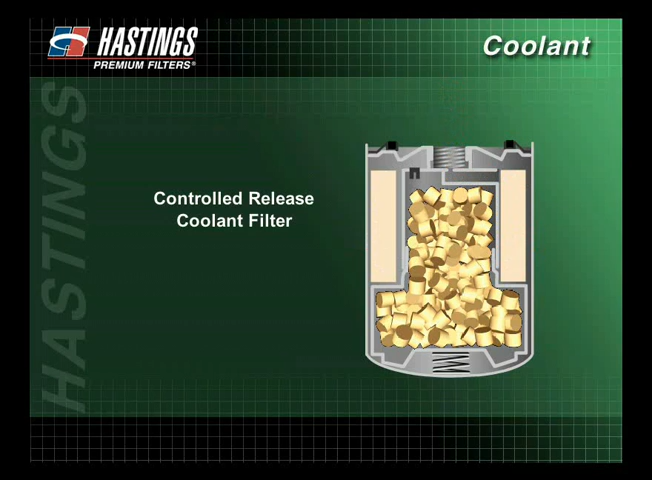 HASTINGS
PREMIUM FILTERS®
Coolant
HASTINGS
Controlled Release
Coolant Filter